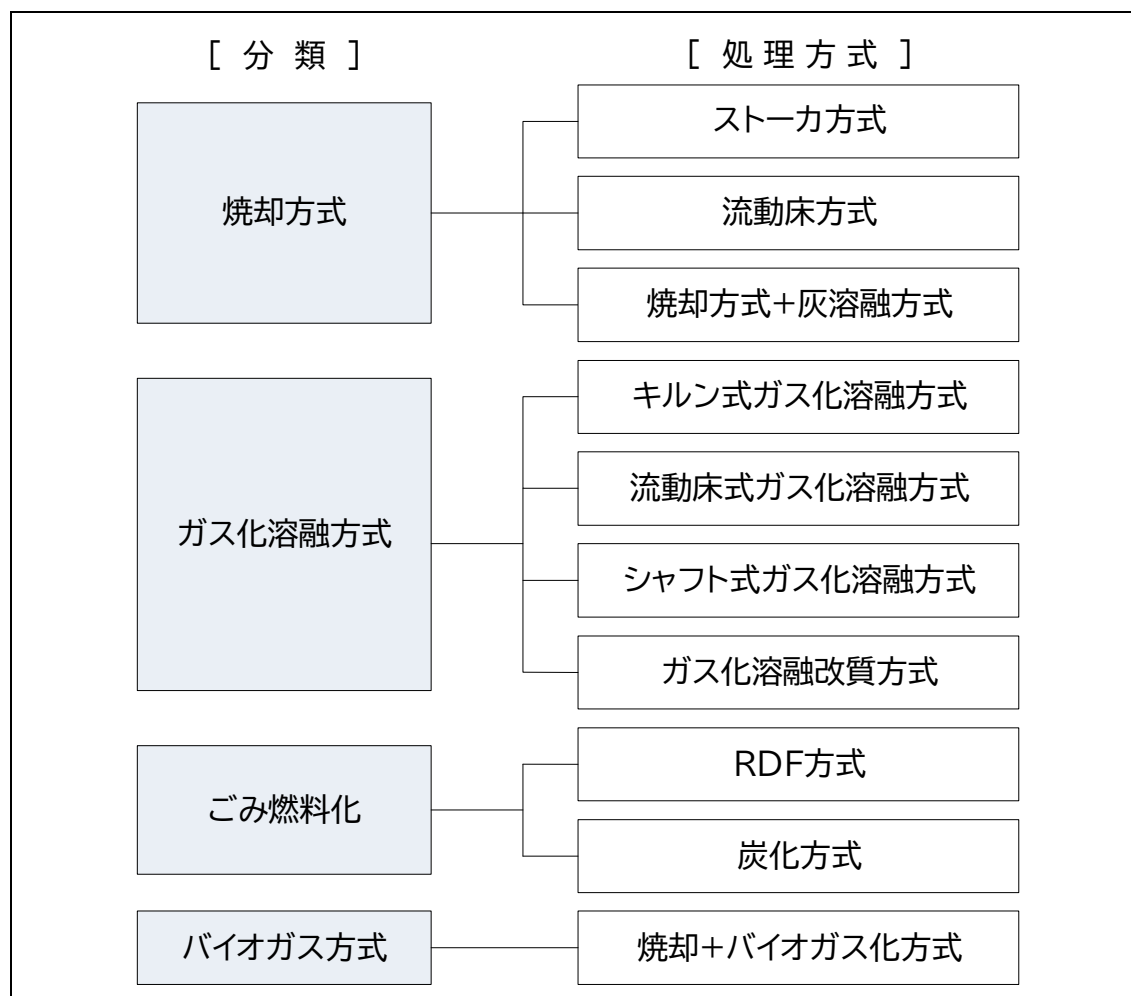 [ 分 類 ]
[ 処 理 方 式 ]
焼却方式
ストーカ方式
流動床方式
焼却方式+灰溶融方式
ガス化溶融方式
キルン式ガス化溶融方式
流動床式ガス化溶融方式
シャフト式ガス化溶融方式
ガス化溶融改質方式
ごみ燃料化
RDF方式
炭化方式
バイオガス方式
焼却+バイオガス化方式